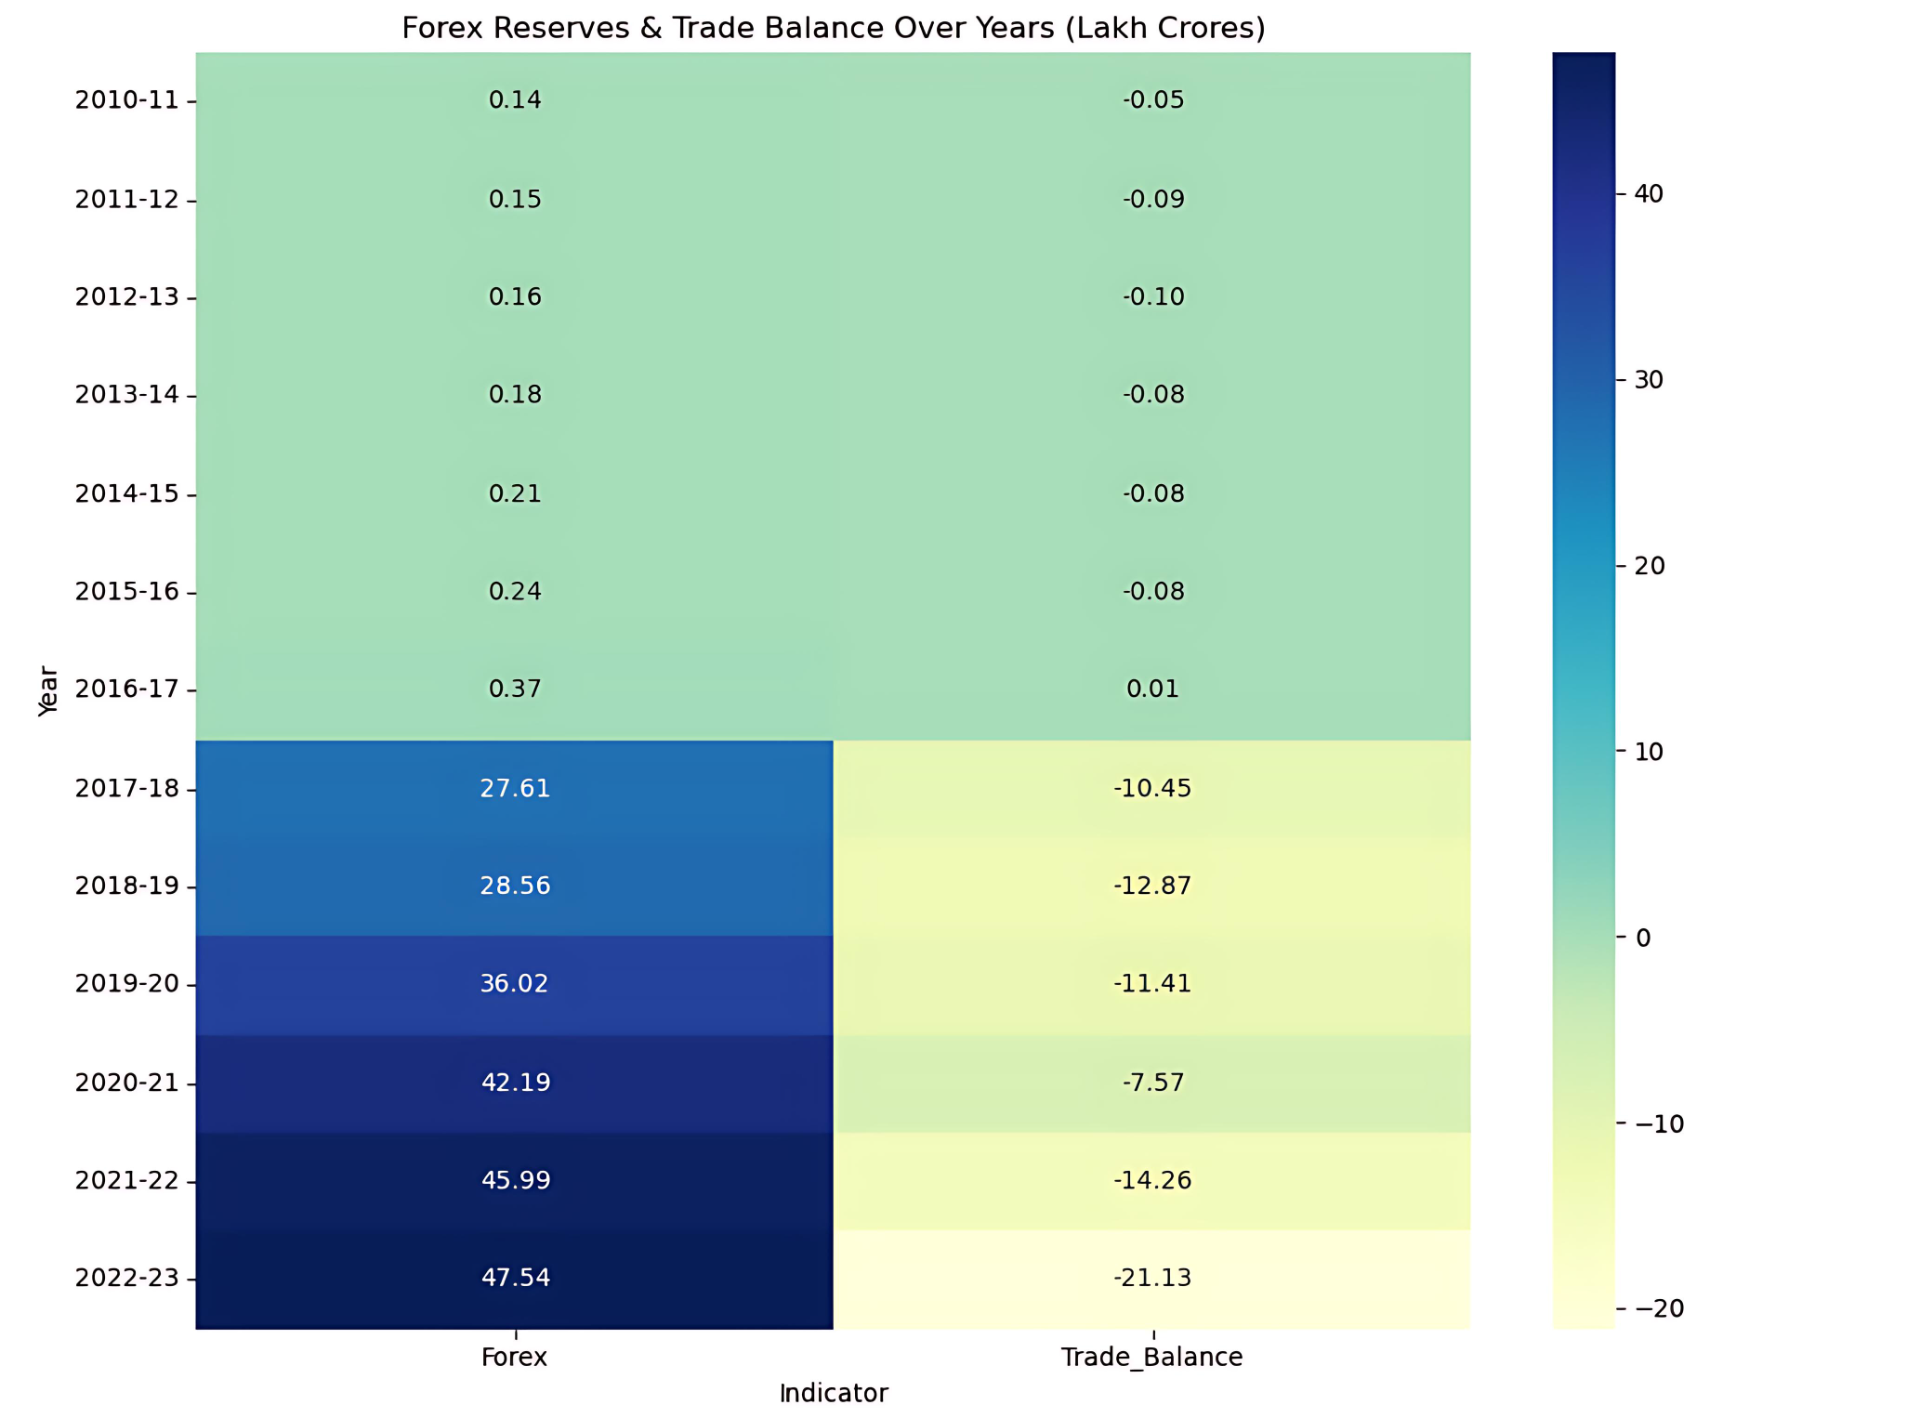 Forex Reserves & Trade Balance Over Years (Lakh Crores)
2010-11 0.14 -0.05
2011-12 0.15 -0.09
2012-13 0.16 -0.10
2013-14 0.18 -0.08
2014-15 0.21 -0.08
2015-16 0.24 -0.08
2016-17 0.37 0.01
2017-18 27.61 -10.45
2018-19 28.56 -12.87
2019-20 36.02 -11.41
2020-21 42.19 -7.57
2021-22 45.99 -14.26
2022-23 47.54 -21.13
Year
Forex Trade_Balance
Indicator
40
30
20
10
0
−10
−20